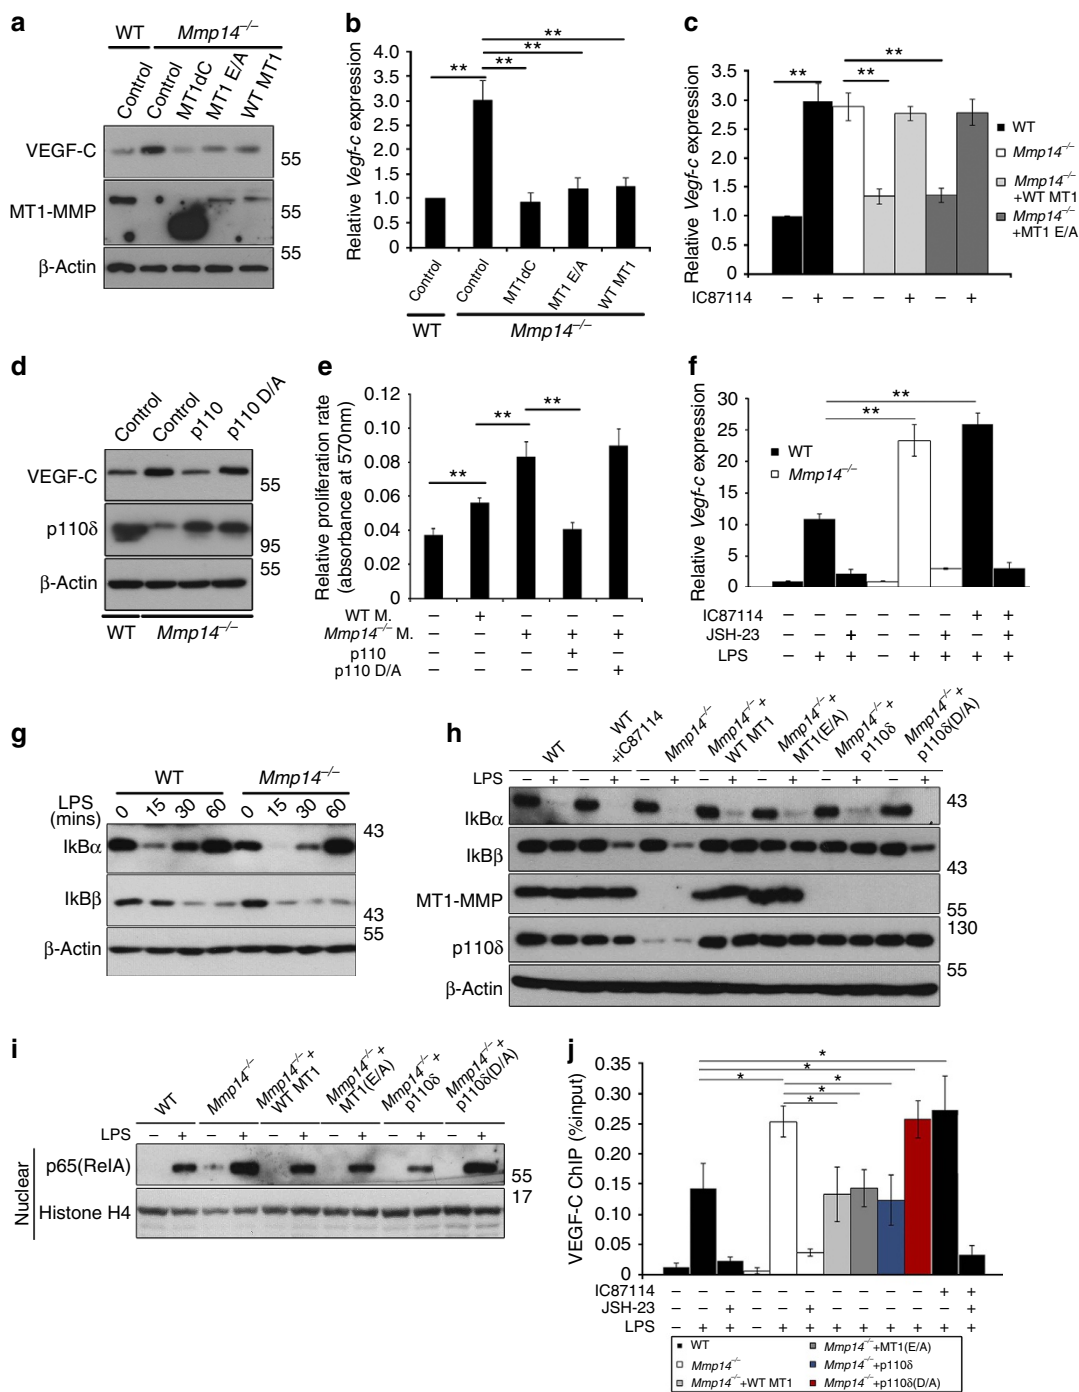 a
WT
Mmp14–/–
Control
Control
MT1dC
MT1 E/A
WT MT1
VEGF-C
55
MT1-MMP
55
55
β-Actin
b
Relative Vegf-c expression
4.0
3.5
3.0
2.5
2.0
1.5
1.0
0.5
0
**
**
**
**
Control
Control
MT1dC
MT1 E/A
WT MT1
WT
Mmp14–/–
c
Relative Vegf-c expression
3.5
3.0
2.5
2.0
1.5
1.0
0.5
0
**
**
**
WT
Mmp14–/–
Mmp14–/–
+WT MT1
Mmp14–/–
+MT1 E/A
IC87114 – + – – + – +
d
Control
Control
p110
p110 D/A
VEGF-C
55
p110δ
95
55
β-Actin
WT
Mmp14–/–
e
Relative proliferation rate
(absorbance at 570nm)
0.12
0.10
0.08
0.06
0.04
0.02
0
**
**
**
WT M. – + – – –
Mmp14–/– M. – – + + +
p110 – – – + –
p110 D/A – – – – +
f
Relative Vegf-c expression
30
25
20
15
10
5
0
**
**
WT
Mmp14–/–
IC87114 – – – – – – + +
JSH-23 – – + – – + – +
LPS – + + – + + + +
g
WT
Mmp14–/–
LPS
(mins)
0 15 30 60 0 15 30 60
43
IkBα
IkBβ
43
55
β-Actin
h
WT
WT
+iC87114
Mmp14–/–
Mmp14–/– +
WT MT1
Mmp14–/– +
MT1(E/A)
Mmp14–/– +
p110δ
Mmp14–/– +
p110δ(D/A)
LPS – + – + – + – + – + – + – +
43
IkBα
IkBβ
43
MT1-MMP
55
130
p110δ
55
β-Actin
i
WT
Mmp14–/–
Mmp14–/– +
WT MT1
Mmp14–/– +
MT1(E/A)
Mmp14–/– +
p110δ
Mmp14–/– +
p110δ(D/A)
LPS – + – + – + – + – + – +
Nuclear
p65(RelA)
55
17
Histone H4
j
VEGF-C ChIP (%input)
0.35
0.30
0.25
0.20
0.15
0.10
0.05
0
*
*
*
*
*
*
IC87114 – – – – – – – – – – + +
JSH-23 – – + – – + – – – – – +
LPS – + + – + + + + + + + +
WT
Mmp14–/–
Mmp14–/–+WT MT1
Mmp14–/–+MT1(E/A)
Mmp14–/–+p110δ
Mmp14–/–+p110δ(D/A)